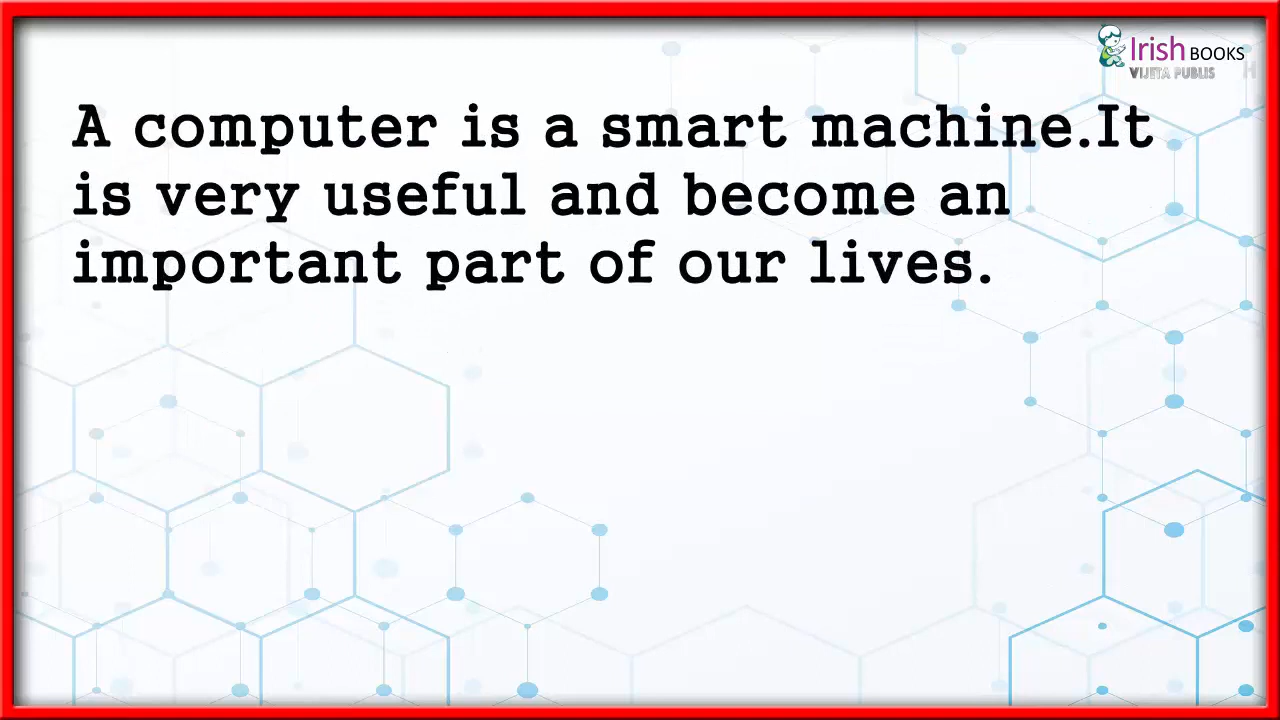 Irish BOOKS
VIJETA PUBLIS H
A computer is a smart machine.It
is very useful and become an
important part of our lives.